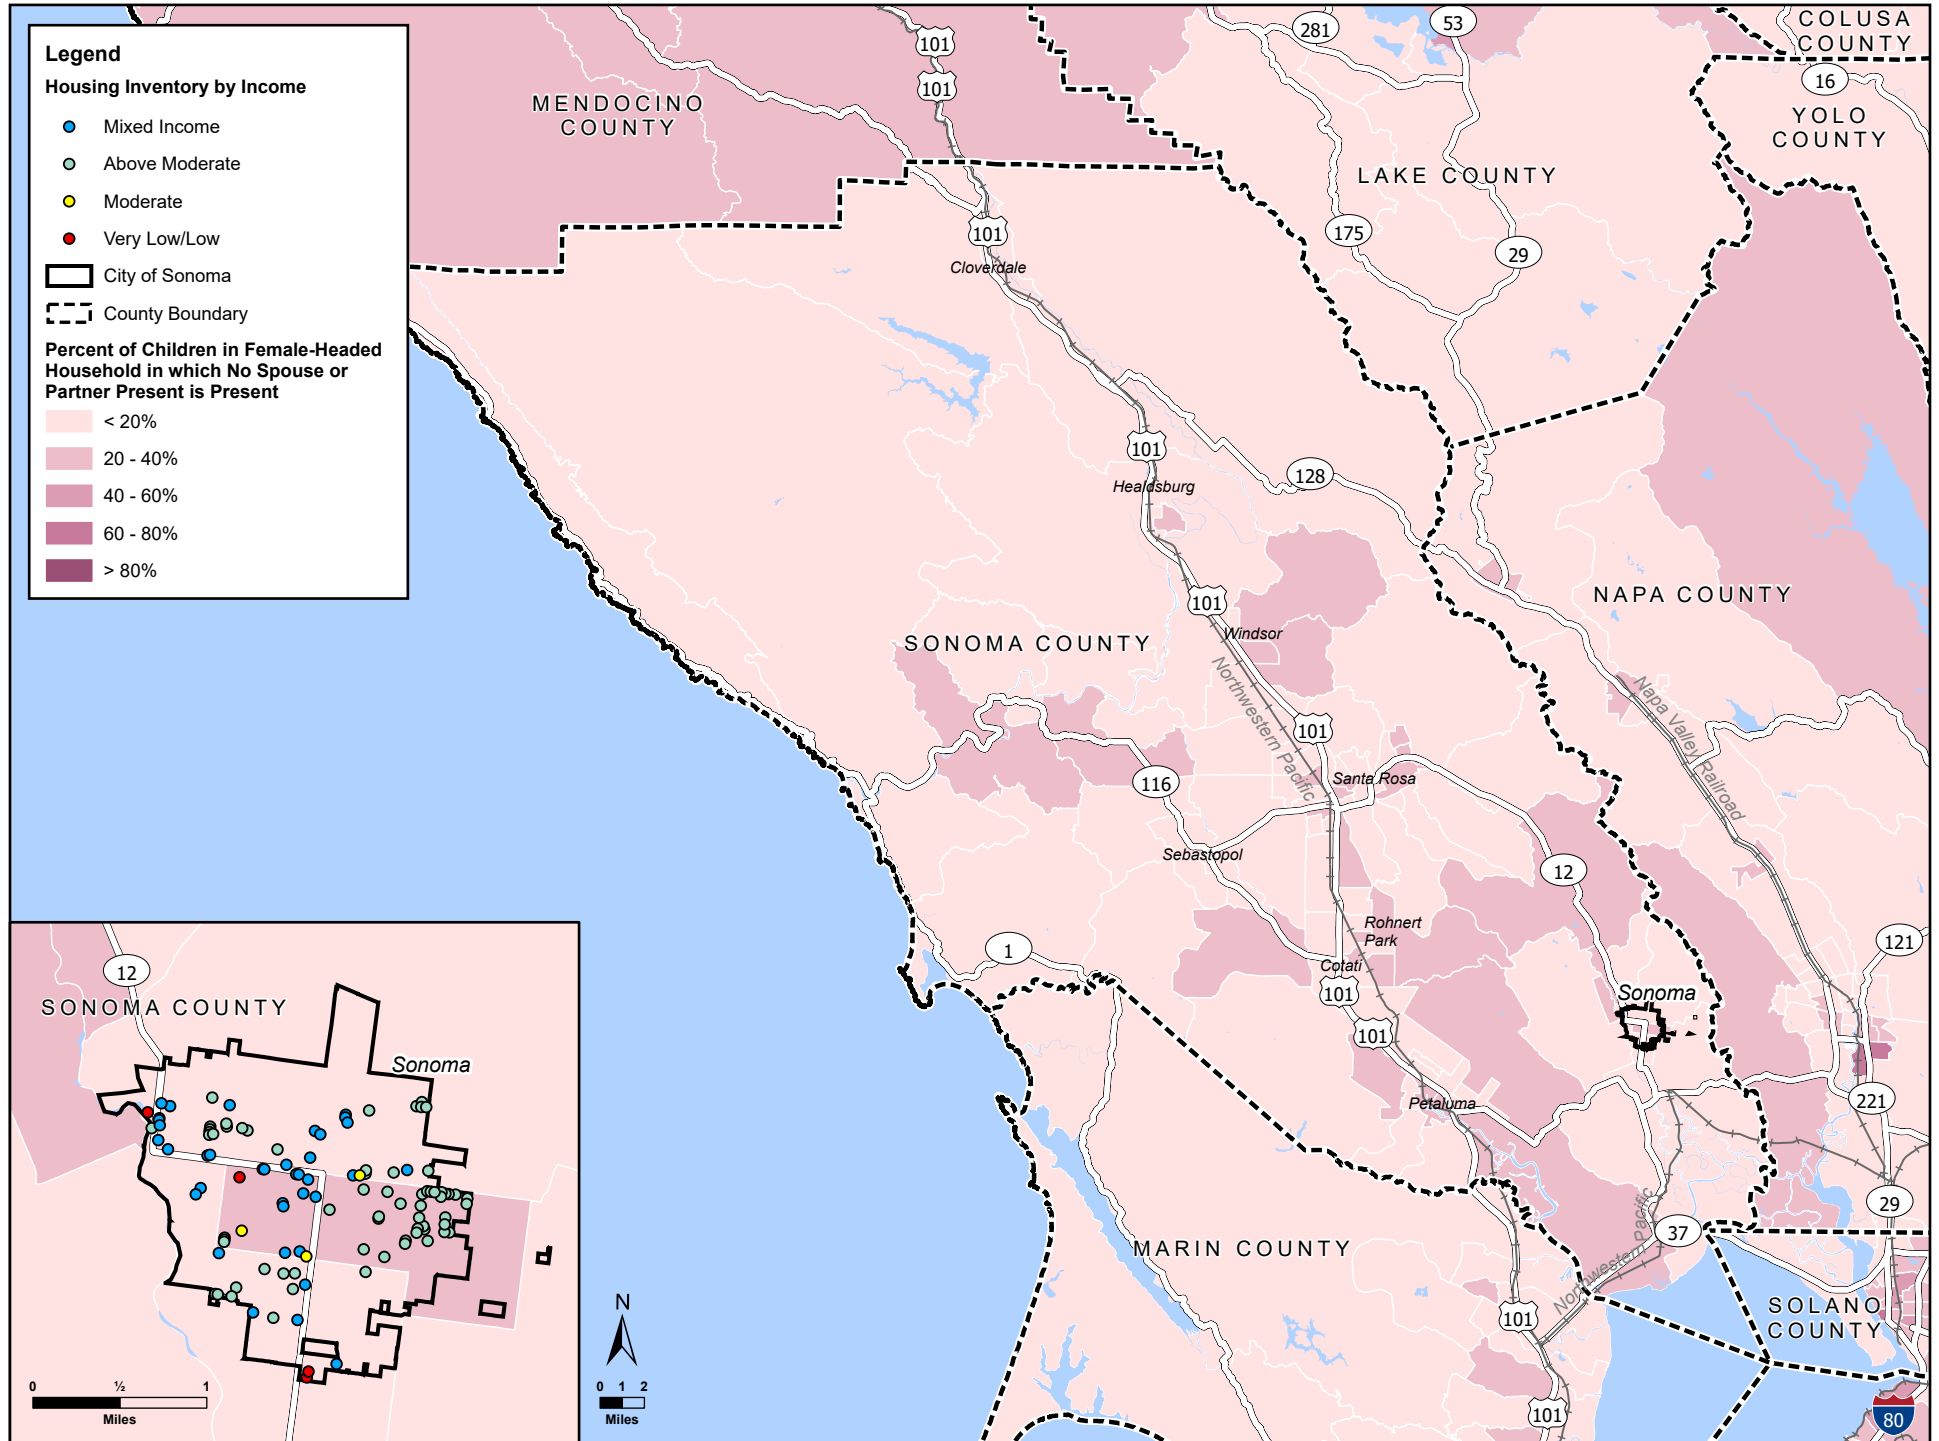 Legend
Housing Inventory by Income
Mixed Income
Above Moderate
Moderate
Very Low/Low
City of Sonoma
County Boundary
Percent of Children in Female-Headed
Household in which No Spouse or
Partner Present is Present
< 20%
20 - 40%
40 - 60%
60 - 80%
> 80%
MENDOCINO
COUNTY
101
101
281
53
COLUSA
COUNTY
16
YOLO
COUNTY
LAKE COUNTY
175
29
101
Cloverdale
101
Healdsburg
128
NAPA COUNTY
101
Windsor
SONOMA COUNTY
Northwestern Pacific
Napa Valley Railroad
101
Santa Rosa
116
Sebastopol
12
Rohnert
Park
121
1
Cotati
101
Sonoma
101
Petaluma
221
29
Northwestern Pacific
37
MARIN COUNTY
SOLANO
COUNTY
101
101
80
12
SONOMA COUNTY
Sonoma
0 ½ 1
Miles
N
0 1 2
Miles